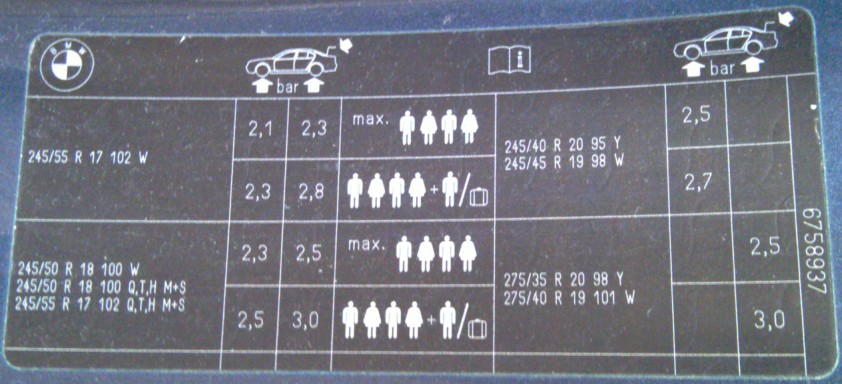 BMW
bar
bar
245/55 R 17 102 W
2,1 2,3
max.
2,3 2,8
+ /
245/40 R 20 95 Y
245/45 R 19 98 W
2,5
2,7
245/50 R 18 100 W
245/50 R 18 100 Q,T,H M+S
245/55 R 17 102 Q,T,H M+S
2,3 2,5
max.
2,5 3,0
+ /
275/35 R 20 98 Y
275/40 R 19 101 W
2,5
3,0
6758937